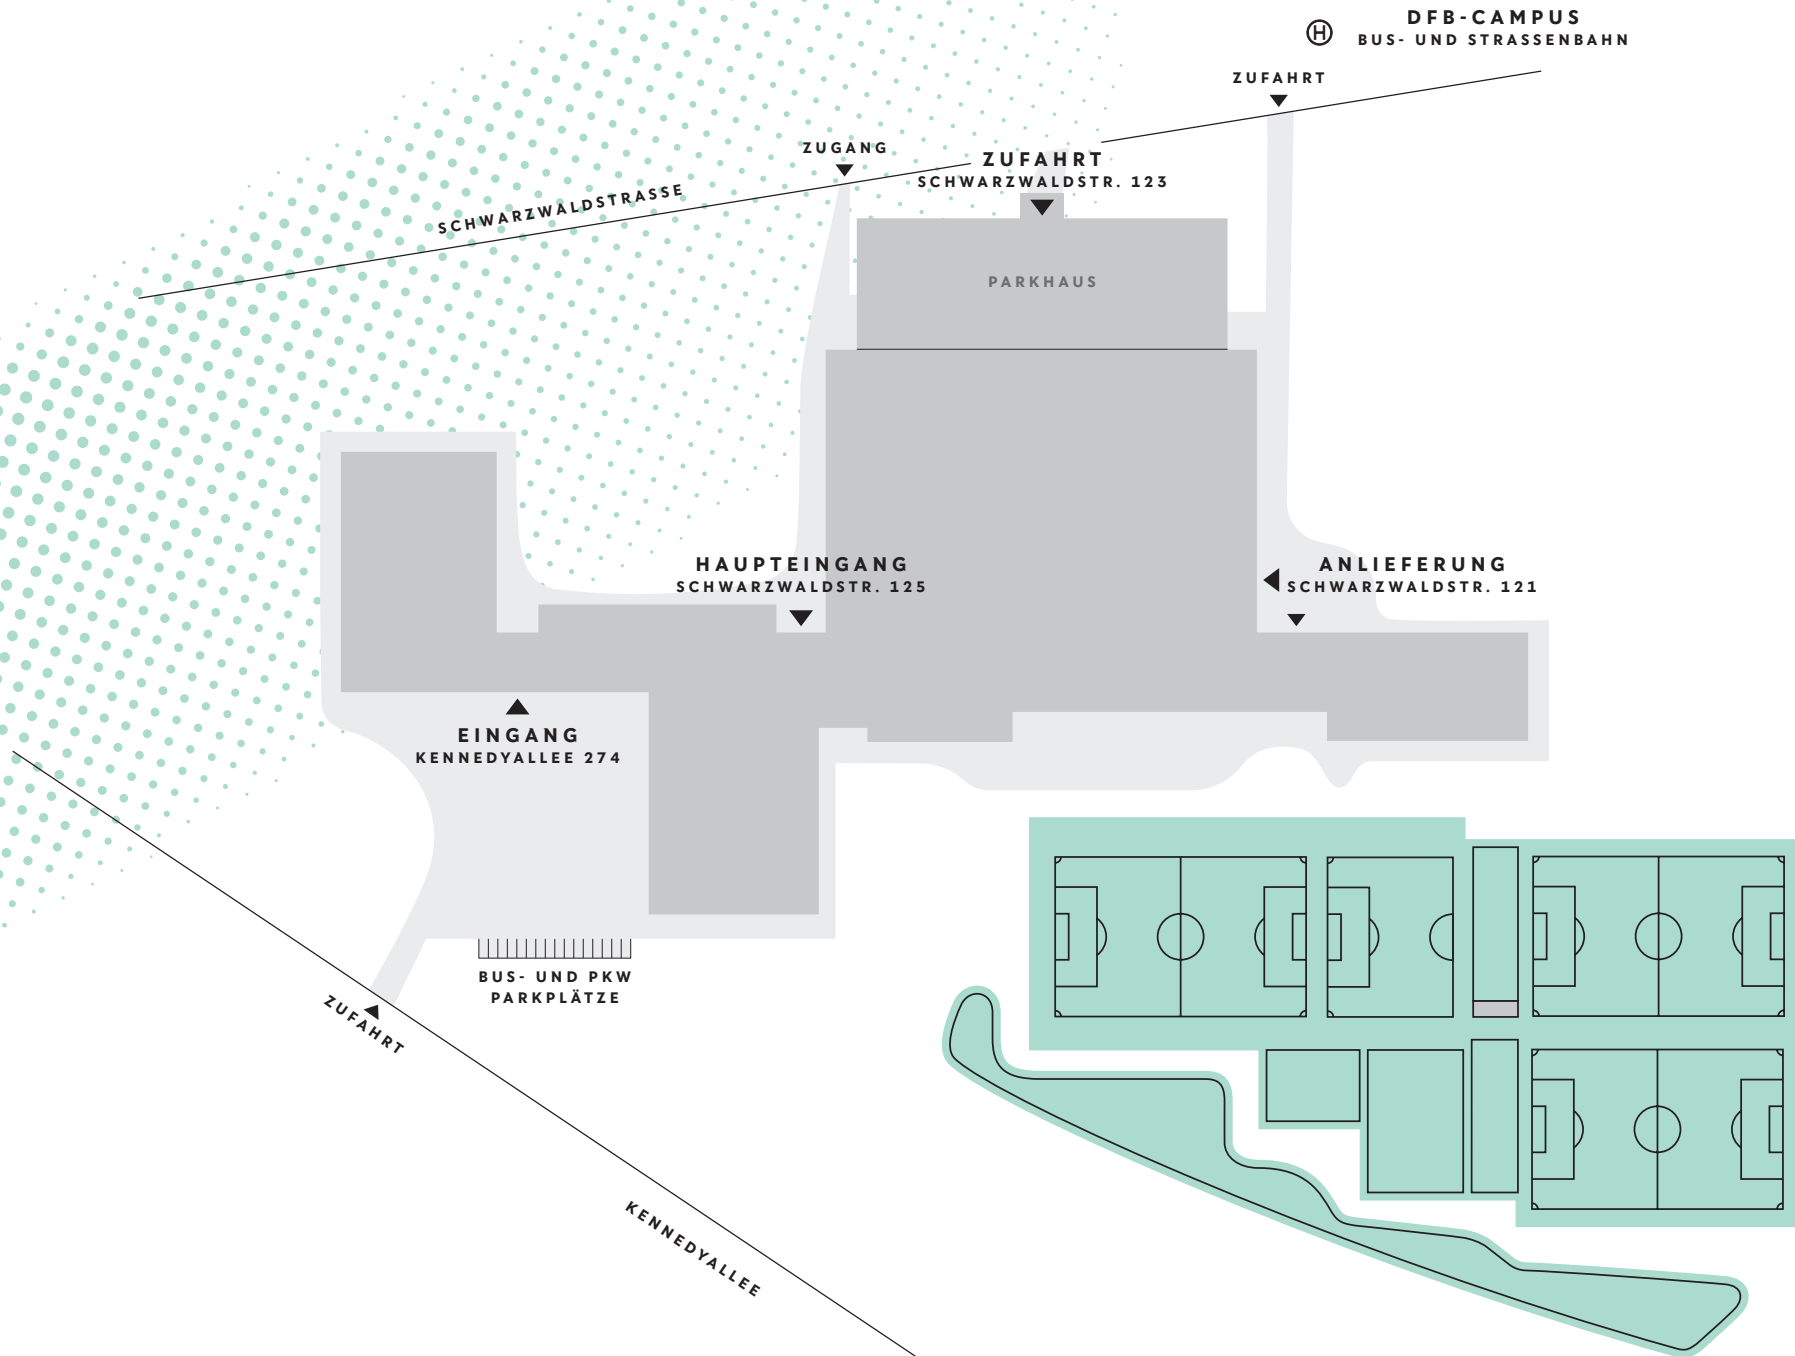 DFB-CAMPUS
Ⓗ BUS- UND STRASSENBAHN
ZUFAHRT
ZUGANG
ZUFAHRT
SCHWARZWALDSTR. 123
SCHWARZWALDSTRASSE
PARKHAUS
HAUPTEINGANG
SCHWARZWALDSTR. 125
ANLIEFERUNG
SCHWARZWALDSTR. 121
EINGANG
KENNEDYALLEE 274
BUS- UND PKW
PARKPLÄTZE
ZUFAHRT
KENNEDYALLEE